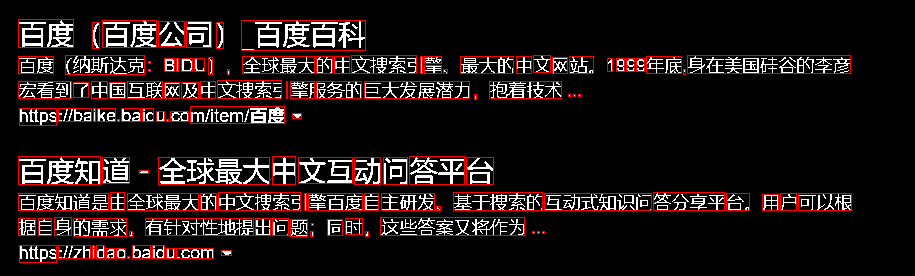 百度（百度公司）_百度百科
百度（纳斯达克：BIDU），全球最大的中文搜索引擎、最大的中文网站。1999年底,身在美国硅谷的李彦
宏看到了中国互联网及中文搜索引擎服务的巨大发展潜力，抱着技术 ...
https://baike.baidu.com/item/百度
百度知道 - 全球最大中文互动问答平台
百度知道是由全球最大的中文搜索引擎百度自主研发、基于搜索的互动式知识问答分享平台。用户可以根
据自身的需求，有针对性地提出问题；同时，这些答案又将作为 ...
https://zhidao.baidu.com